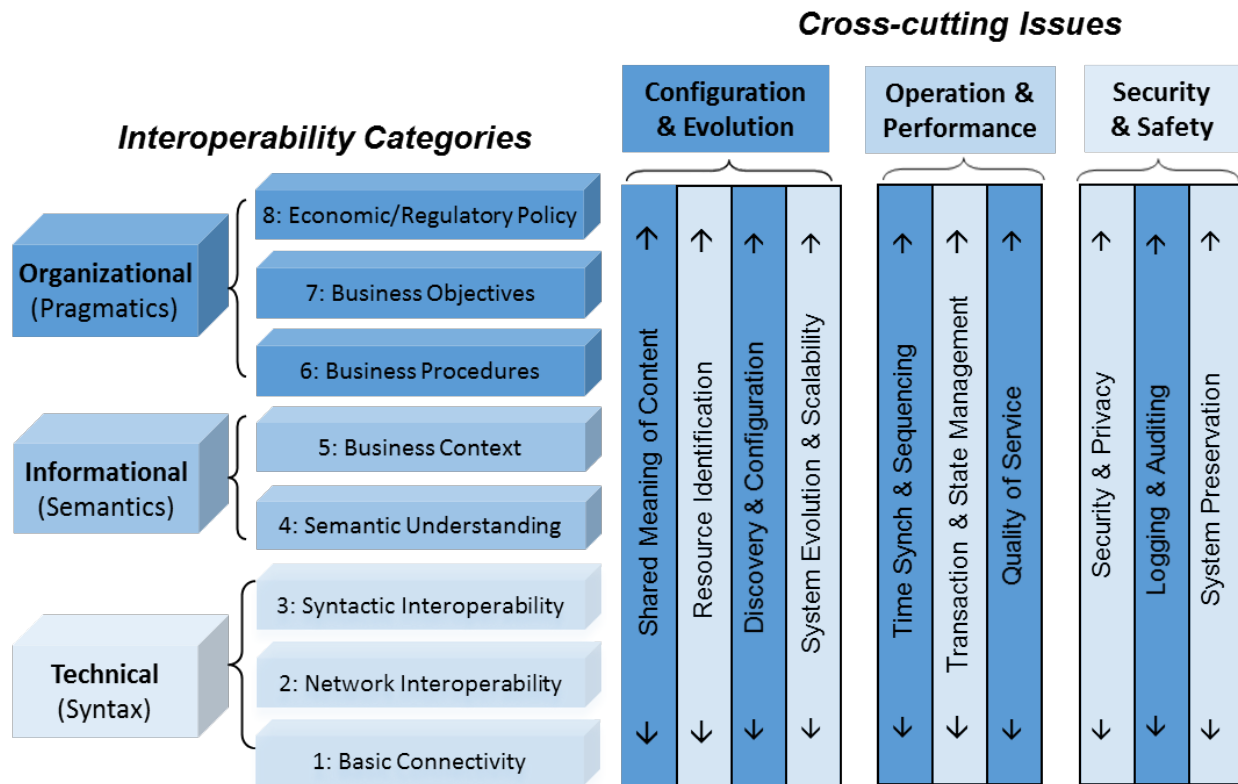 Cross-cutting Issues
Interoperability Categories
Configuration
& Evolution
Operation &
Performance
Security
& Safety
Organizational
(Pragmatics)
8: Economic/Regulatory Policy
7: Business Objectives
6: Business Procedures
Informational
(Semantics)
5: Business Context
4: Semantic Understanding
Technical
(Syntax)
3: Syntactic Interoperability
2: Network Interoperability
1: Basic Connectivity
Shared Meaning of Content
Resource Identification
Discovery & Configuration
System Evolution & Scalability
Time Synch & Sequencing
Transaction & State Management
Quality of Service
Security & Privacy
Logging & Auditing
System Preservation